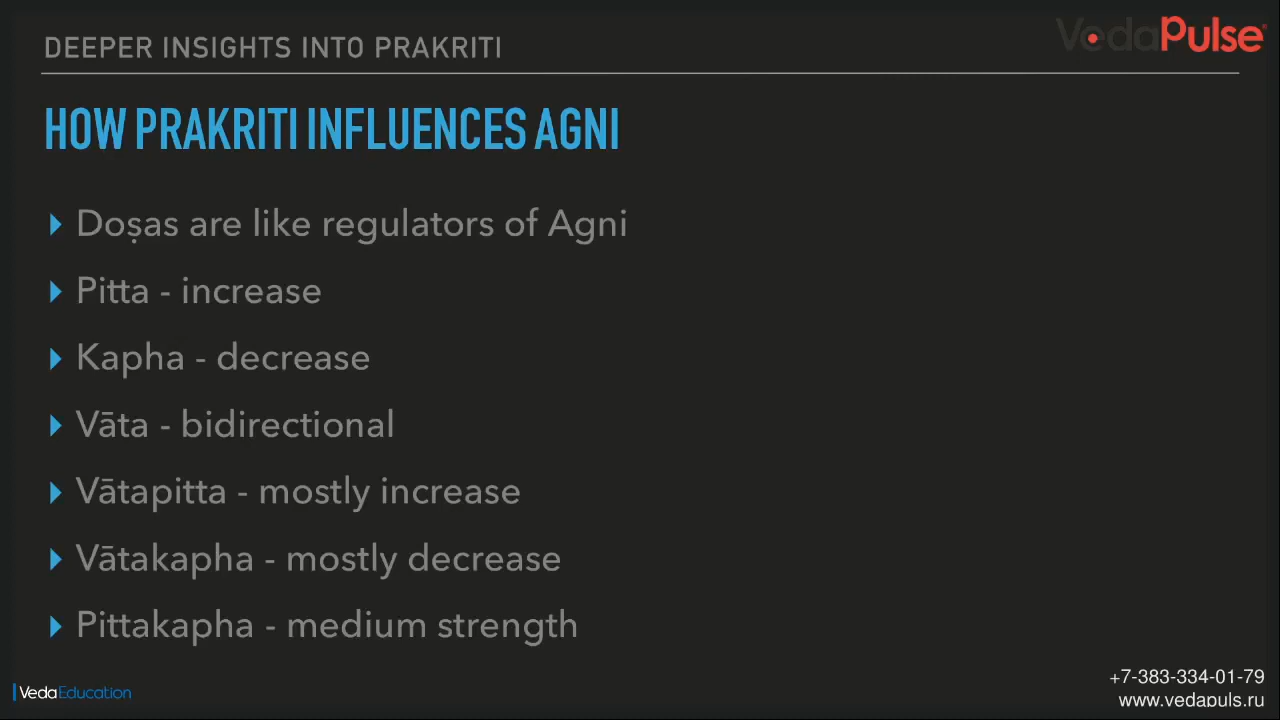 DEEPER INSIGHTS INTO PRAKRITI
VedaPulse®
HOW PRAKRITI INFLUENCES AGNI
Doṣas are like regulators of Agni
Pitta - increase
Kapha - decrease
Vāta - bidirectional
Vātapitta - mostly increase
Vātakapha - mostly decrease
Pittakapha - medium strength
VedaEducation
+7-383-334-01-79
www.vedapuls.ru